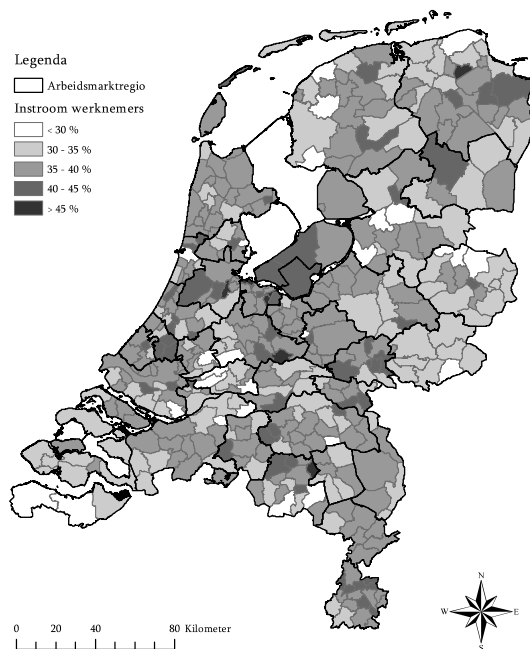 Legenda
Arbeidsmarktregio
Instroom werknemers
< 30 %
30 - 35 %
35 - 40 %
40 - 45 %
> 45 %
N
W E
S
0 20 40 80 Kilometer